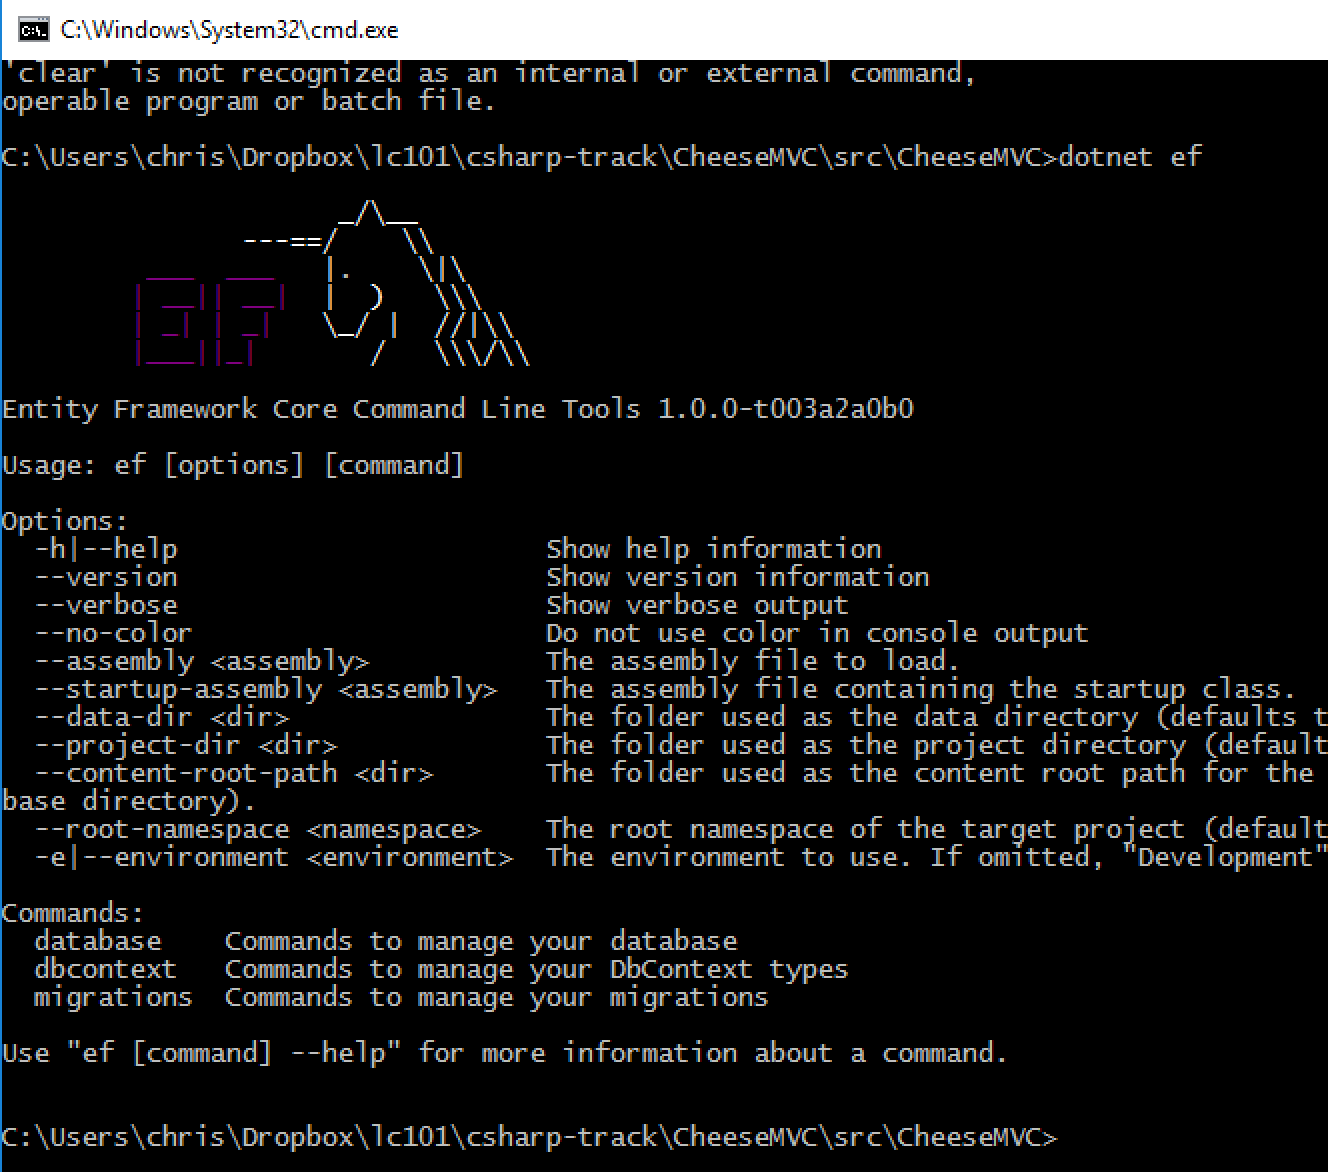 C:\Windows\System32\cmd.exe
'clear' is not recognized as an internal or external command,
operable program or batch file.
C:\Users\chris\Dropbox\lc101\csharp-track\CheeseMVC\src\CheeseMVC>dotnet ef
                     _/\__
               ---==/    \\
         ___  ___   |.    \|\
        | __|| __|  |  )   \\\
        | _| | _|   \_/ |  //|\\
        |___||_|       /   \\\/\\
Entity Framework Core Command Line Tools 1.0.0-t003a2a0b0
Usage: ef [options] [command]
Options:
  -h|--help                       Show help information
  --version                       Show version information
  --verbose                       Show verbose output
  --no-color                      Do not use color in console output
  --assembly <assembly>           The assembly file to load.
  --startup-assembly <assembly>   The assembly file containing the startup class.
  --data-dir <dir>                The folder used as the data directory (defaults t
  --project-dir <dir>             The folder used as the project directory (default
  --content-root-path <dir>       The folder used as the content root path for the
base directory).
  --root-namespace <namespace>    The root namespace of the target project (default
  -e|--environment <environment>  The environment to use. If omitted, "Development"
Commands:
  database    Commands to manage your database
  dbcontext   Commands to manage your DbContext types
  migrations  Commands to manage your migrations
Use "ef [command] --help" for more information about a command.
C:\Users\chris\Dropbox\lc101\csharp-track\CheeseMVC\src\CheeseMVC>